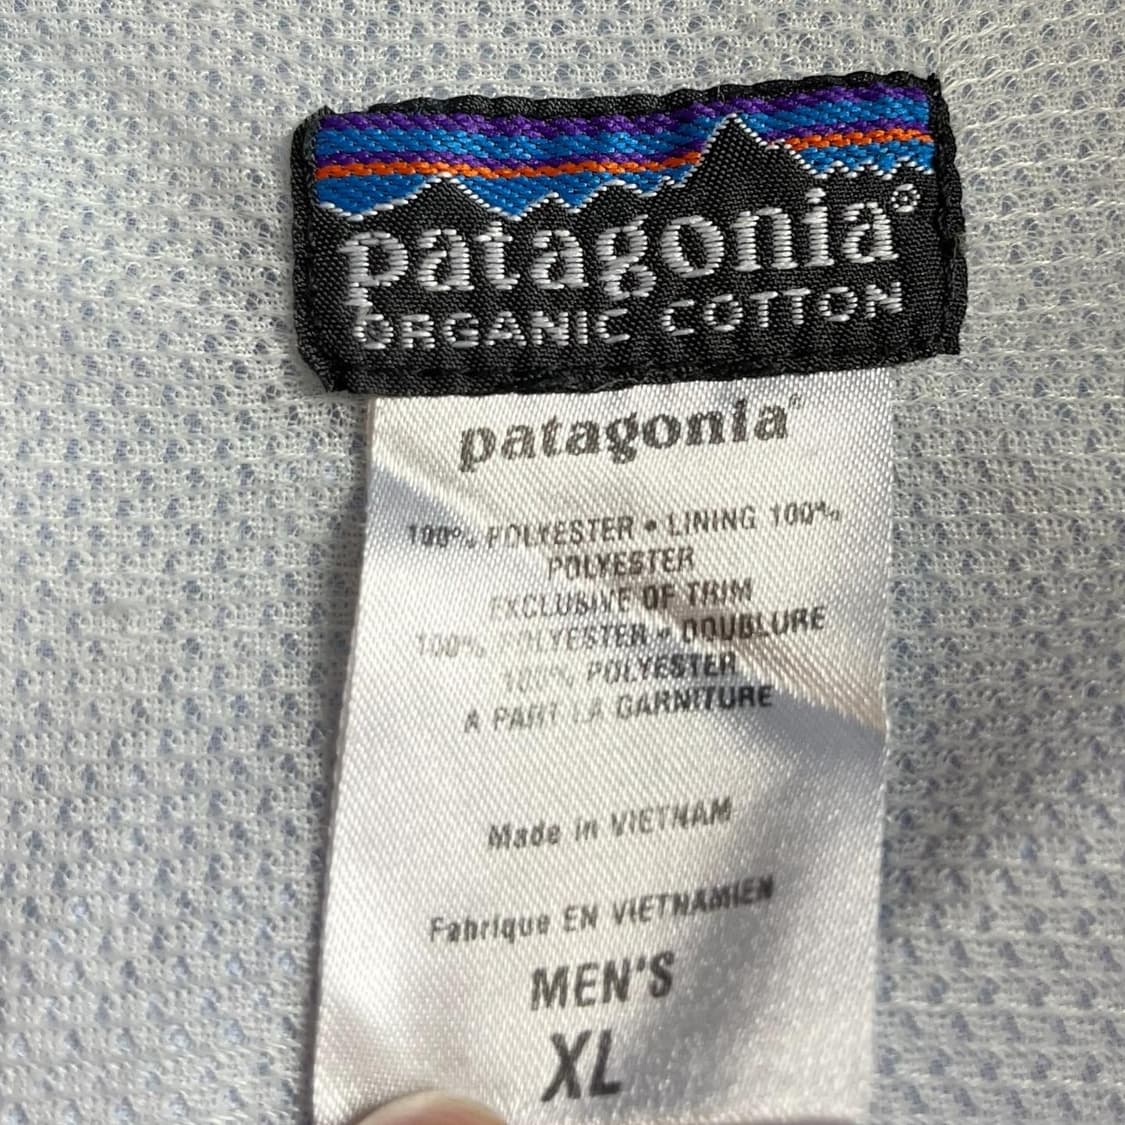 patagonia®
ORGANIC COTTON
patagonia®
100% POLYESTER • LINING 100%
POLYESTER
EXCLUSIVE OF TRIM
100% POLYESTER • DOUBLURE
100% POLYESTER
A PART LA GARNITURE
Made in VIETNAM
Fabrique EN VIETNAMIEN
MEN'S
XL